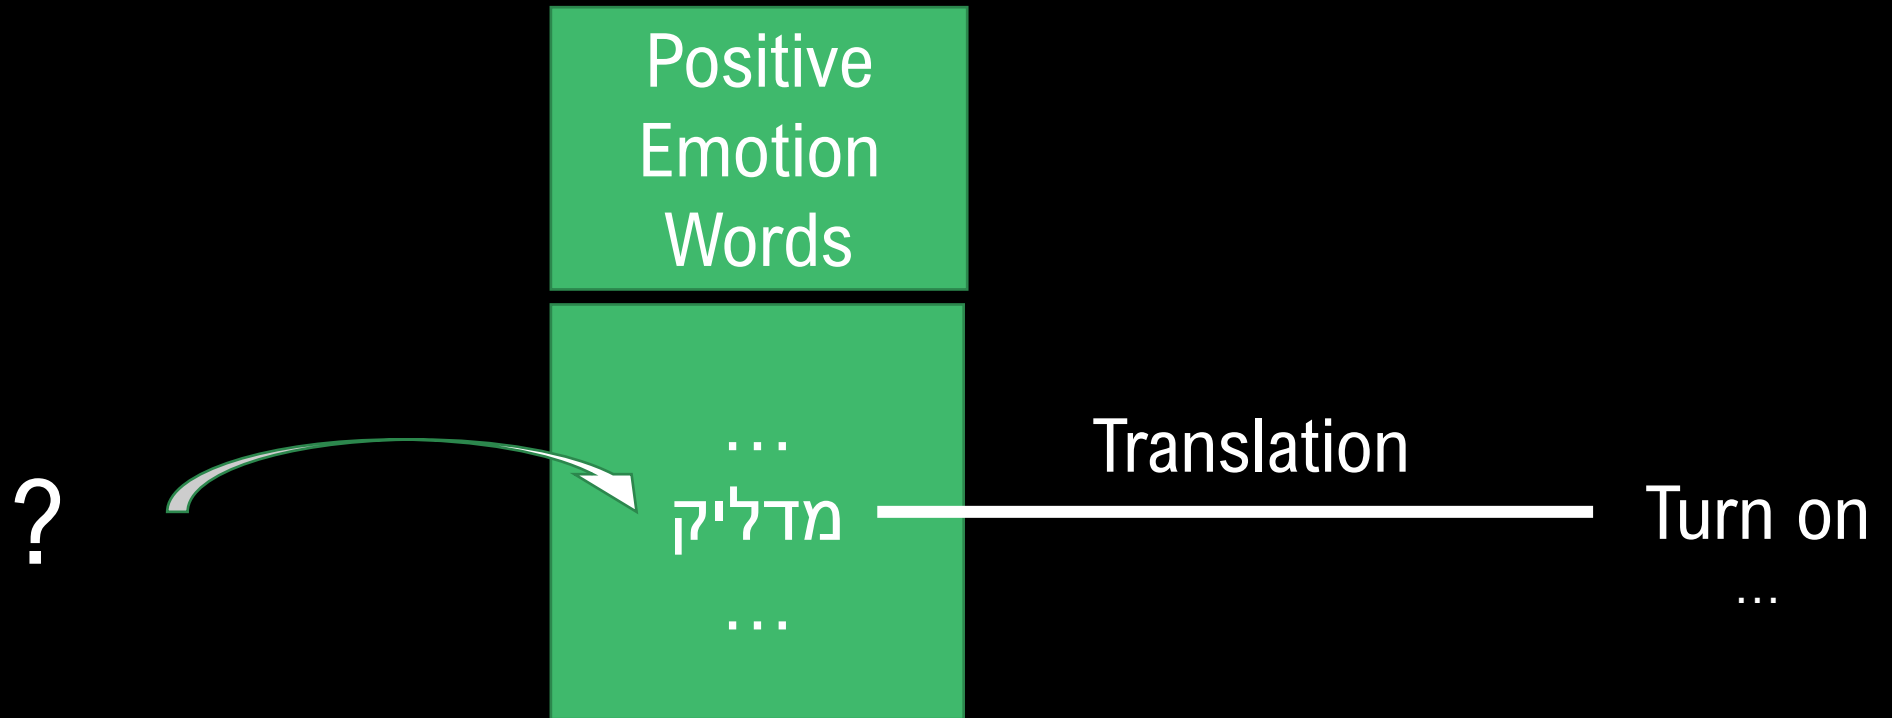 Positive
Emotion
Words
...
?
מדליק
Translation
Turn on
...
...